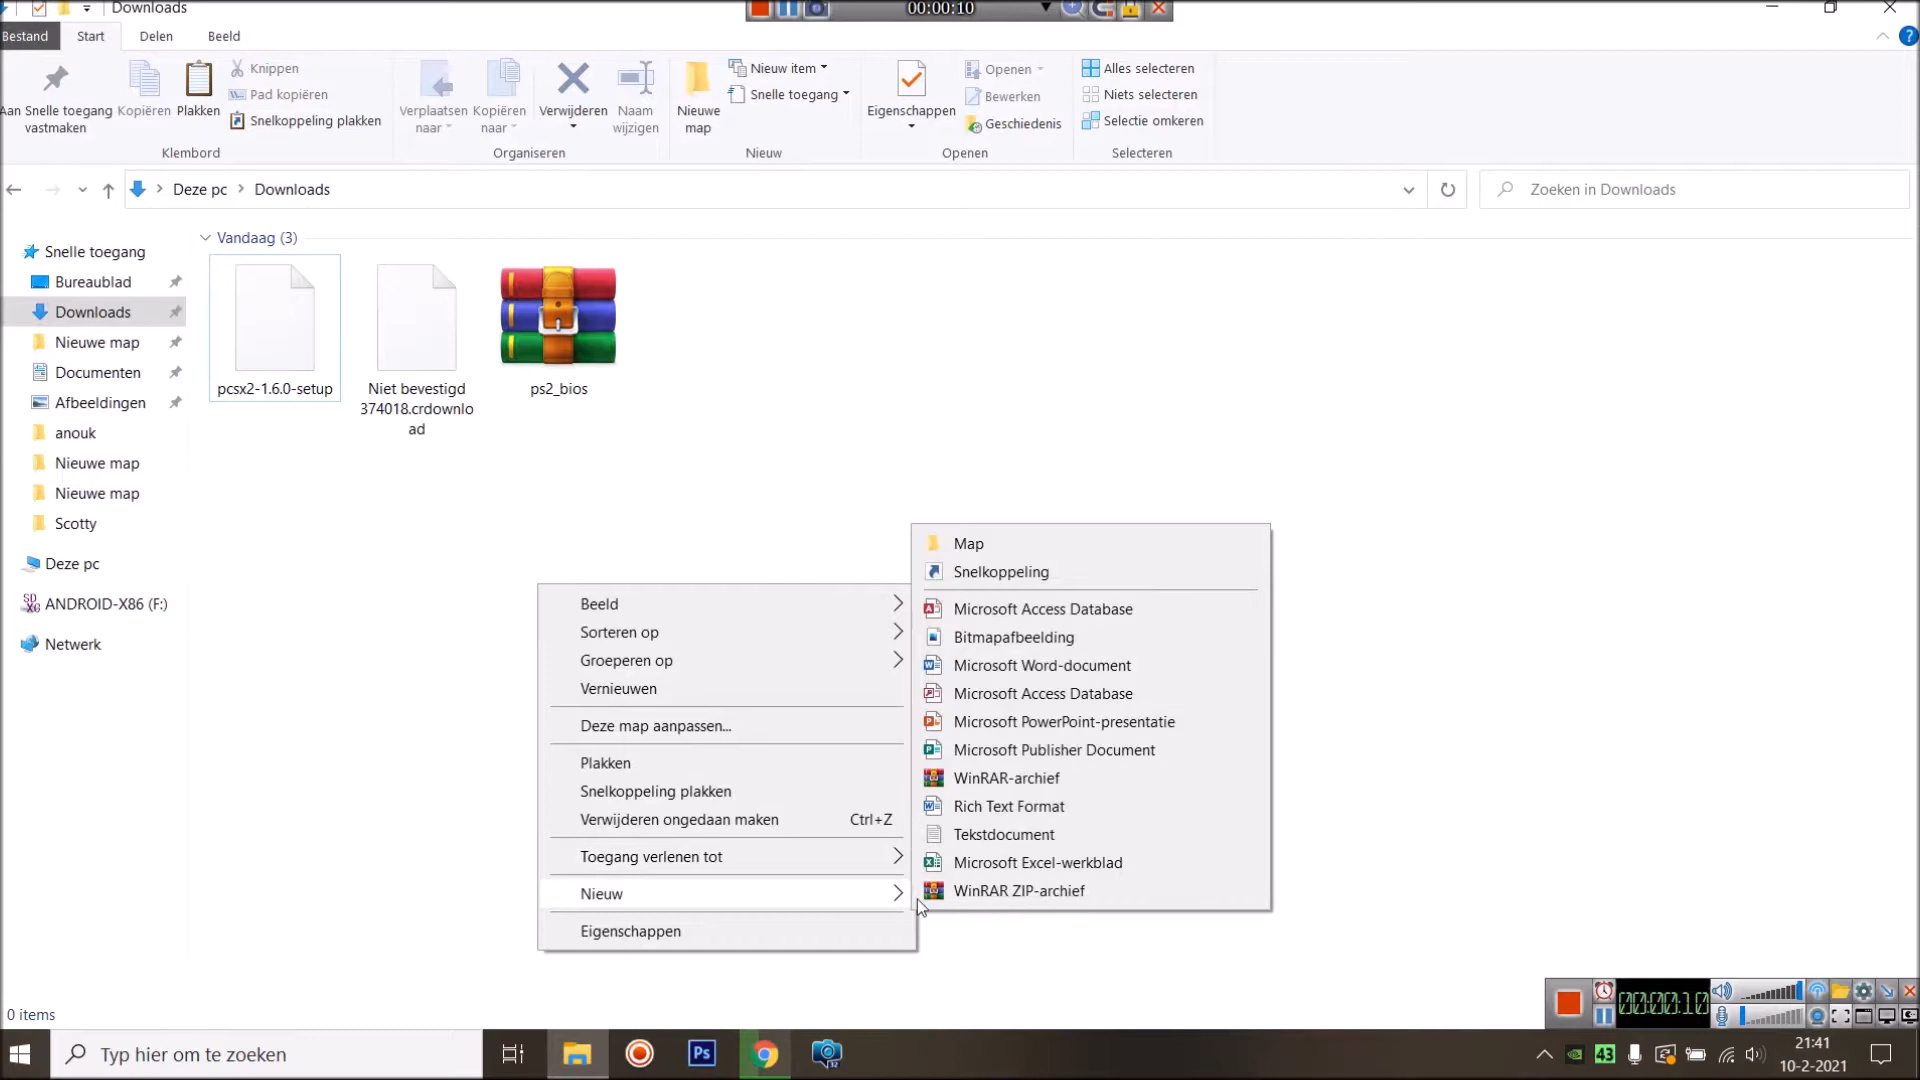 Downloads
00:00:10
Bestand
Start
Delen
Beeld
?
Aan Snelle toegang
vastmaken
Kopiëren
Plakken
Knippen
Pad kopiëren
Snelkoppeling plakken
Klembord
Verplaatsen
naar
Kopiëren
naar
Verwijderen
Naam
wijzigen
Organiseren
Nieuwe
map
Nieuw item
Snelle toegang
Nieuw
Eigenschappen
Openen
Bewerken
Geschiedenis
Openen
Alles selecteren
Niets selecteren
Selectie omkeren
Selecteren
Deze pc
Downloads
Zoeken in Downloads
Snelle toegang
Bureaublad
Downloads
Nieuwe map
Documenten
Afbeeldingen
anouk
Nieuwe map
Nieuwe map
Scotty
Deze pc
ANDROID-X86 (F:)
Netwerk
Vandaag (3)
pcsx2-1.6.0-setup
Niet bevestigd
374018.crdownlo
ad
ps2_bios
Beeld
Sorteren op
Groeperen op
Vernieuwen
Deze map aanpassen...
Plakken
Snelkoppeling plakken
Verwijderen ongedaan maken Ctrl+Z
Toegang verlenen tot
Nieuw
Eigenschappen
Map
Snelkoppeling
Microsoft Access Database
Bitmapafbeelding
Microsoft Word-document
Microsoft Access Database
Microsoft PowerPoint-presentatie
Microsoft Publisher Document
WinRAR-archief
Rich Text Format
Tekstdocument
Microsoft Excel-werkblad
WinRAR ZIP-archief
0 items
00:00:10
Typ hier om te zoeken
Ps
43
21:41
10-2-2021